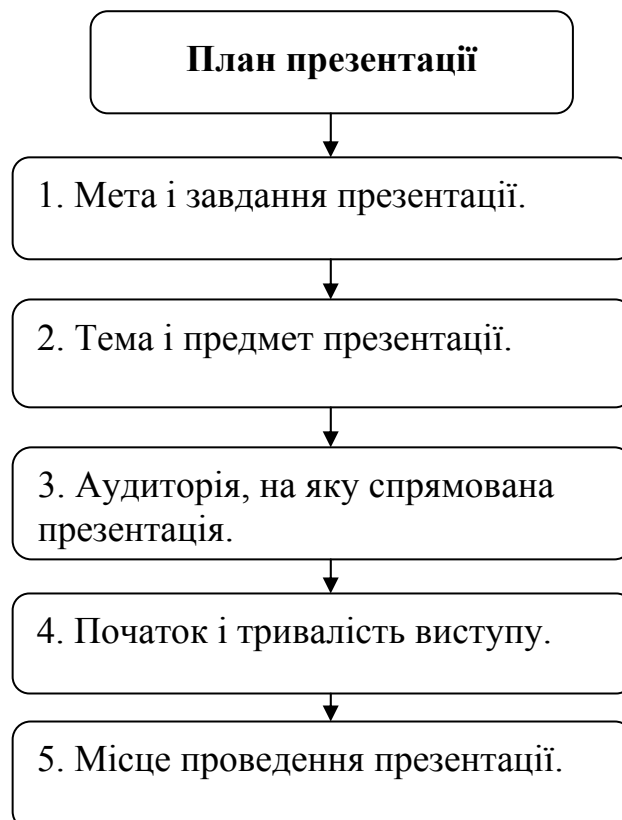 План презентації
1. Мета і завдання презентації.
2. Тема і предмет презентації.
3. Аудиторія, на яку спрямована
презентація.
4. Початок і тривалість виступу.
5. Місце проведення презентації.